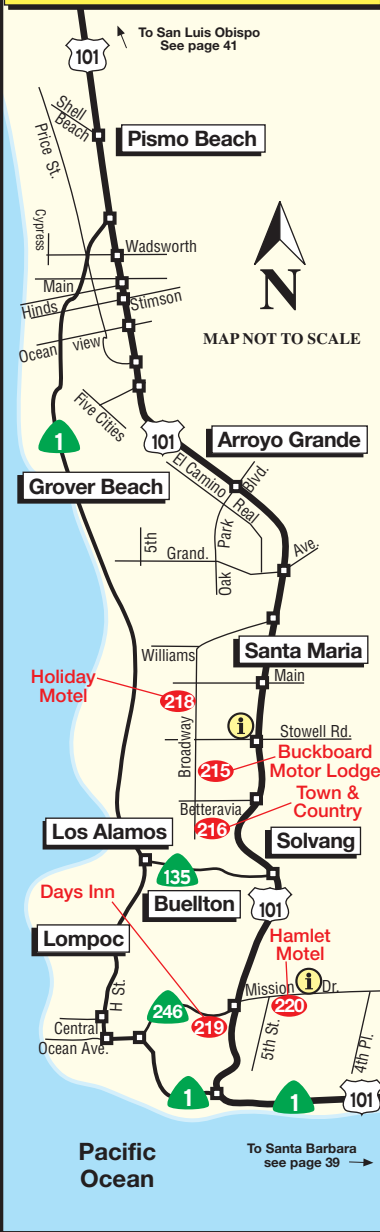 To San Luis Obispo
See page 41
101
Shell
Beach
Pismo Beach
Price St.
Cypress
Wadsworth
Main
Hinds
Stimson
N
MAP NOT TO SCALE
Ocean view
Five Cities
101
1
Arroyo Grande
El Camino Real
Blvd.
Grover Beach
5th
Park
Oak
Grand.
Ave.
Williams
Santa Maria
Holiday
Motel
218
Main
Broadway
i
Stowell Rd.
215
Buckboard
Motor Lodge
Betteravia
216
Town &
Country
Los Alamos
Solvang
135
Days Inn
Buellton
101
Lompoc
Hamlet
Motel
H St.
Mission Dr.
i
246
219
220
Central
Ocean Ave.
5th St.
4th Pl.
1
1
101
Pacific
Ocean
To Santa Barbara
see page 39